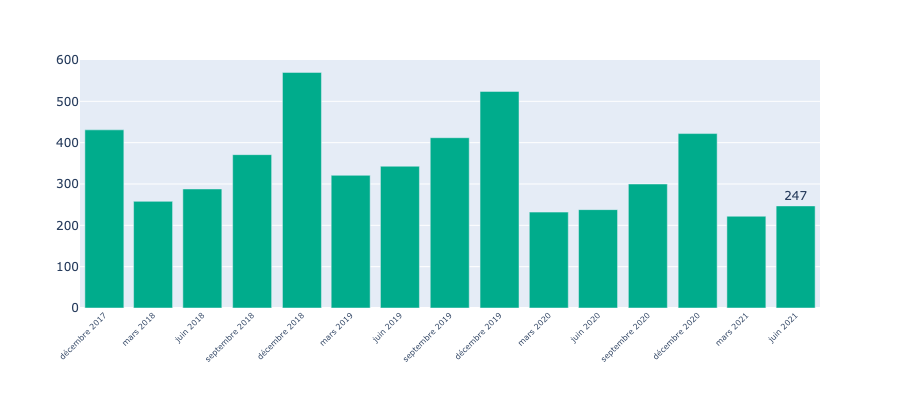 600
500
400
300
200
100
0
247
décembre 2017
mars 2018
juin 2018
septembre 2018
décembre 2018
mars 2019
juin 2019
septembre 2019
décembre 2019
mars 2020
juin 2020
septembre 2020
décembre 2020
mars 2021
juin 2021